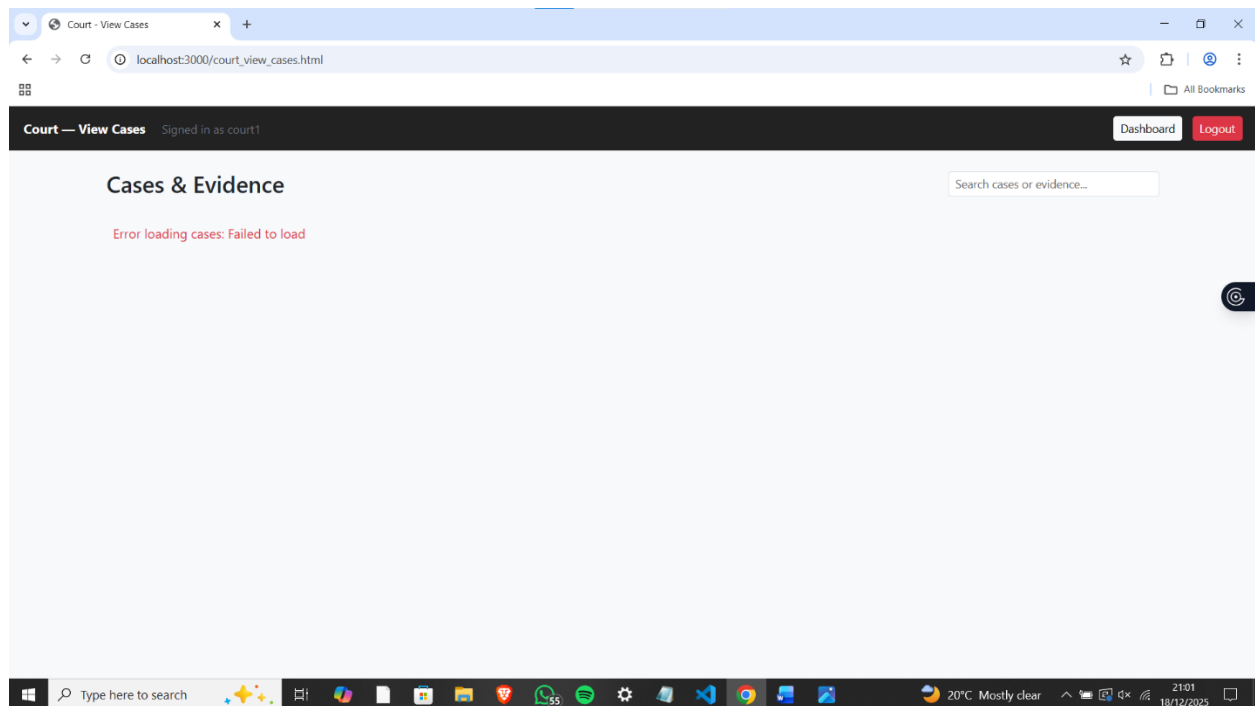 Court - View Cases
localhost:3000/court_view_cases.html
All Bookmarks
Court — View Cases Signed in as court1 Dashboard Logout
Cases & Evidence Search cases or evidence...
Error loading cases: Failed to load
Type here to search 55 20°C Mostly clear 21:01
18/12/2025